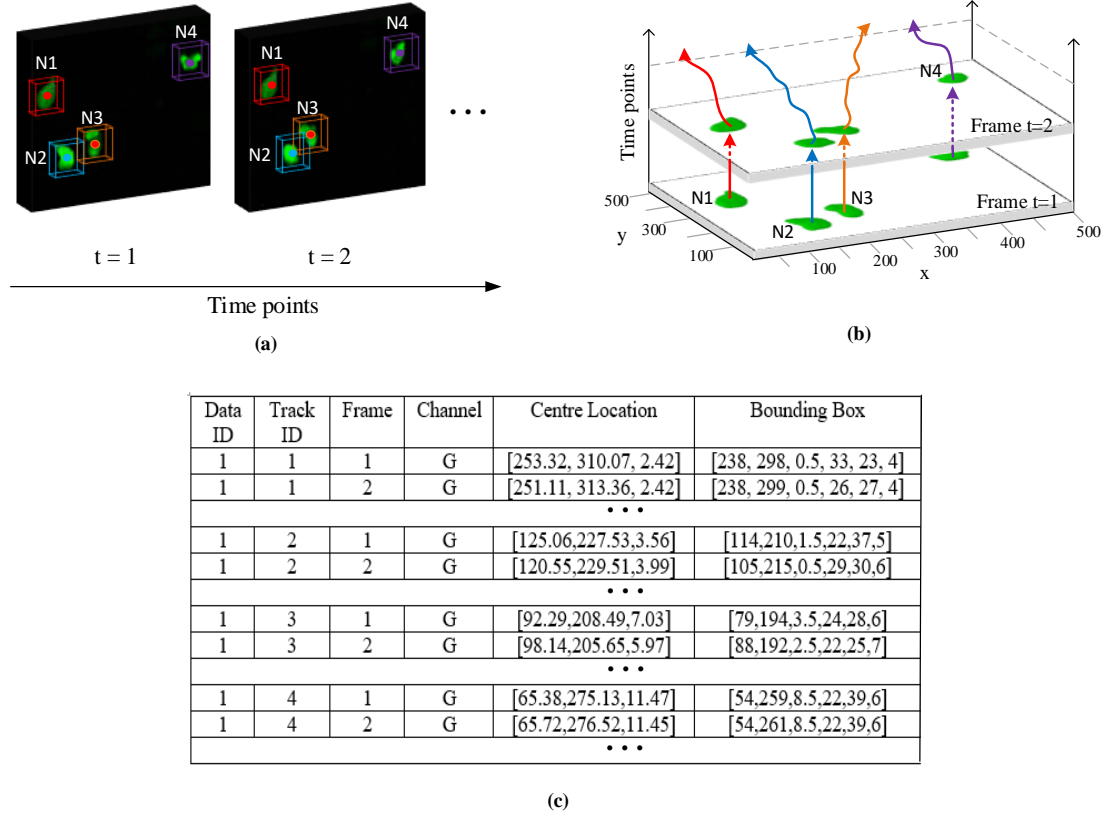 N1
N2
N3
N4
N1
N2
N3
N4
• • •
t = 1
t = 2
Time points
(a)
Time points
N1
N2
N3
N4
Frame t=2
Frame t=1
500
300
100
y
100
200
300
400
500
x
(b)
Data ID Track ID Frame Channel Centre Location Bounding Box
1 1 1 G [253.32, 310.07, 2.42] [238, 298, 0.5, 33, 23, 4]
1 1 2 G [251.11, 313.36, 2.42] [238, 299, 0.5, 26, 27, 4]
• • •
1 2 1 G [125.06,227.53,3.56] [114,210,1.5,22,37,5]
1 2 2 G [120.55,229.51,3.99] [105,215,0.5,29,30,6]
• • •
1 3 1 G [92.29,208.49,7.03] [79,194,3.5,24,28,6]
1 3 2 G [98.14,205.65,5.97] [88,192,2.5,22,25,7]
• • •
1 4 1 G [65.38,275.13,11.47] [54,259,8.5,22,39,6]
1 4 2 G [65.72,276.52,11.45] [54,261,8.5,22,39,6]
• • •
(c)